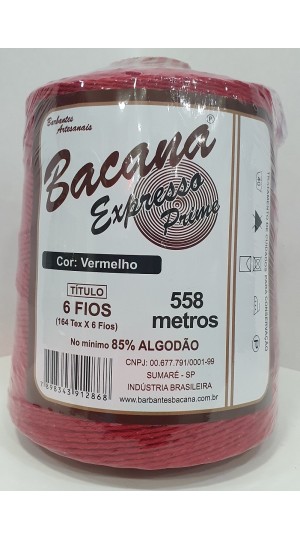 Barbantes
Artesanais
Bacana
Expresso
Prime
Cor: Vermelho
TÍTULO
6 FIOS
(164 Tex X 6 Fios)
558
metros
No mínimo 85% ALGODÃO
CNPJ: 00.677.791/0001-99
SUMARÉ - SP
INDÚSTRIA BRASILEIRA
www.barbantesbacana.com.br
7898343912868